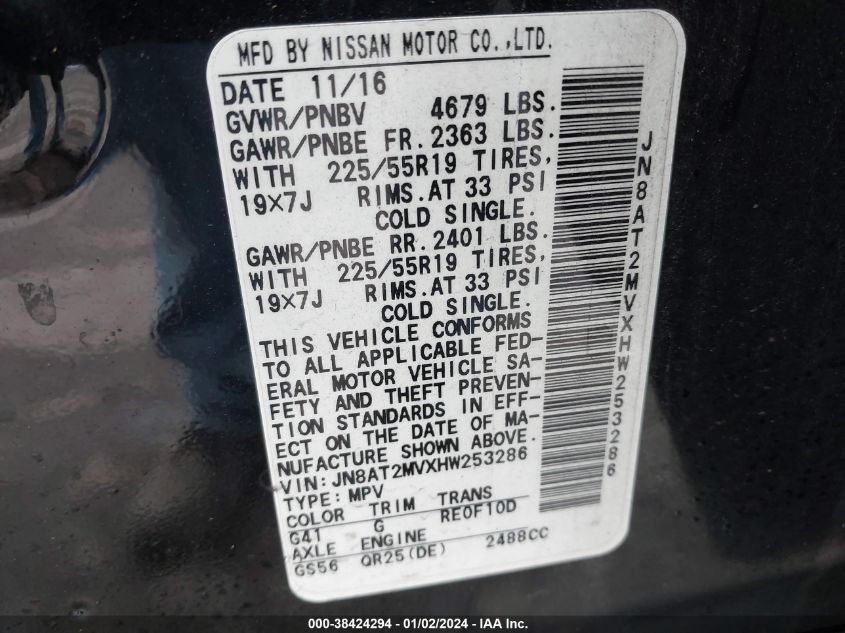 MFD BY NISSAN MOTOR CO.,LTD.
DATE 11/16
GVWR/PNBV 4679 LBS.
GAWR/PNBE FR. 2363 LBS.
WITH 225/55R19 TIRES,
19X7J RIMS.AT 33 PSI
COLD SINGLE.
GAWR/PNBE RR. 2401 LBS.
WITH 225/55R19 TIRES,
19X7J RIMS.AT 33 PSI
COLD SINGLE.
THIS VEHICLE CONFORMS
TO ALL APPLICABLE FED-
ERAL MOTOR VEHICLE SA-
FETY AND THEFT PREVEN-
TION STANDARDS IN EFF-
ECT ON THE DATE OF MA-
NUFACTURE SHOWN ABOVE.
VIN: JN8AT2MVXHW253286
TYPE: MPV
COLOR TRIM TRANS
G41 G RE0F10D
AXLE ENGINE
GS56 QR25(DE) 2488CC
JN8AT2MVXHW253286
000-38424294 - 01/02/2024 - IAA Inc.